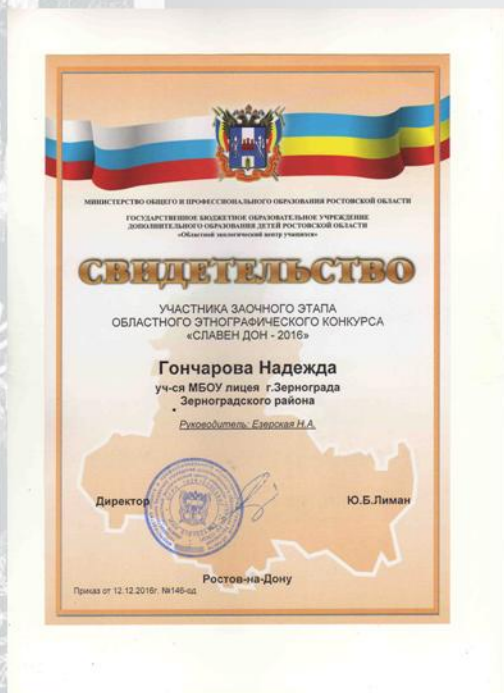 МИНИСТЕРСТВО ОБЩЕГО И ПРОФЕССИОНАЛЬНОГО ОБРАЗОВАНИЯ РОСТОВСКОЙ ОБЛАСТИ
ГОСУДАРСТВЕННОЕ БЮДЖЕТНОЕ ОБРАЗОВАТЕЛЬНОЕ УЧРЕЖДЕНИЕ
ДОПОЛНИТЕЛЬНОГО ОБРАЗОВАНИЯ ДЕТЕЙ РОСТОВСКОЙ ОБЛАСТИ
«Областной экологический центр учащихся»
СВИДЕТЕЛЬСТВО
УЧАСТНИКА ЗАОЧНОГО ЭТАПА
ОБЛАСТНОГО ЭТНОГРАФИЧЕСКОГО КОНКУРСА
«СЛАВЕН ДОН - 2016»
Гончарова Надежда
уч-ся МБОУ лицея г.Зернограда
Зерноградского района
Руководитель: Езерская Н.А.
Директор
Ю.Б.Лиман
Ростов-на-Дону
Приказ от 12.12.2016г. №146-од